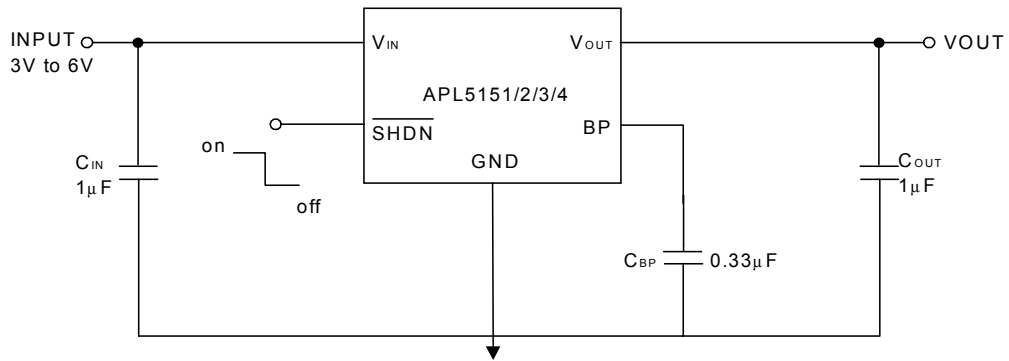 INPUT
3V to 6V
VIN
VOUT
VOUT
APL5151/2/3/4
SHDN
BP
GND
on
off
CIN
1µF
COUT
1µF
CBP
0.33µF